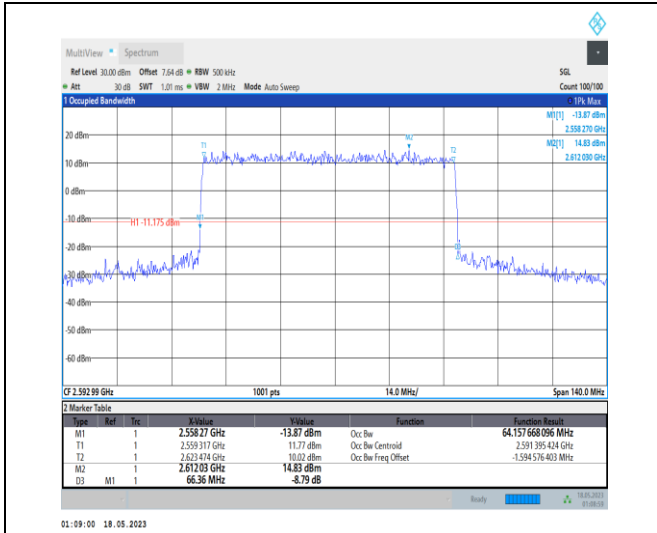 MultiView Spectrum
Ref Level 30.00 dBm Offset 7.64 dB RBW 500 kHz SGL
Att 30 dB SWT 1.01 ms VBW 2 MHz Mode Auto Sweep Count 100/100
1 Occupied Bandwidth 1Pk Max
M1[1] -13.87 dBm
2.558 270 GHz
M2[1] 14.83 dBm
2.612 030 GHz
20 dBm
T1
M2
T2
10 dBm
0 dBm
-10 dBm
H1 -11.175 dBm
M1
-20 dBm
D3
-30 dBm
-40 dBm
-50 dBm
-60 dBm
CF 2.592 99 GHz 1001 pts 14.0 MHz/ Span 140.0 MHz
2 Marker Table
Type Ref Trc X-Value Y-Value Function Function Result
M1 1 2.558 27 GHz -13.87 dBm Occ Bw 64.157 668 096 MHz
T1 1 2.559 317 GHz 11.77 dBm Occ Bw Centroid 2.591 395 424 GHz
T2 1 2.623 474 GHz 10.02 dBm Occ Bw Freq Offset -1.594 576 403 MHz
M2 1 2.612 03 GHz 14.83 dBm
D3 M1 1 66.36 MHz -8.79 dB
Ready 18.05.2023
01:08:59
01:09:00 18.05.2023